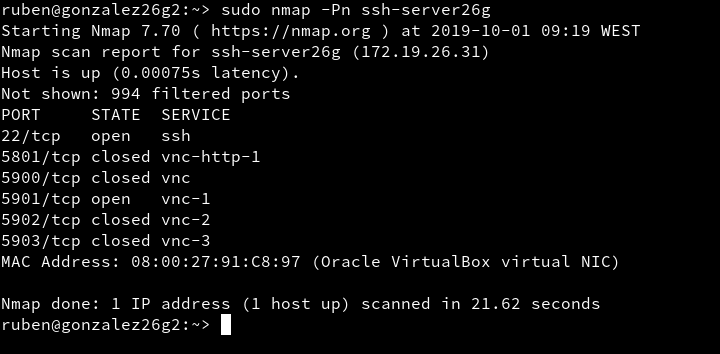 ruben@gonzalez26g2:~> sudo nmap -Pn ssh-server26g
Starting Nmap 7.70 ( https://nmap.org ) at 2019-10-01 09:19 WEST
Nmap scan report for ssh-server26g (172.19.26.31)
Host is up (0.00075s latency).
Not shown: 994 filtered ports
PORT     STATE  SERVICE
22/tcp   open   ssh
5801/tcp closed vnc-http-1
5900/tcp closed vnc
5901/tcp open   vnc-1
5902/tcp closed vnc-2
5903/tcp closed vnc-3
MAC Address: 08:00:27:91:C8:97 (Oracle VirtualBox virtual NIC)
Nmap done: 1 IP address (1 host up) scanned in 21.62 seconds
ruben@gonzalez26g2:~>